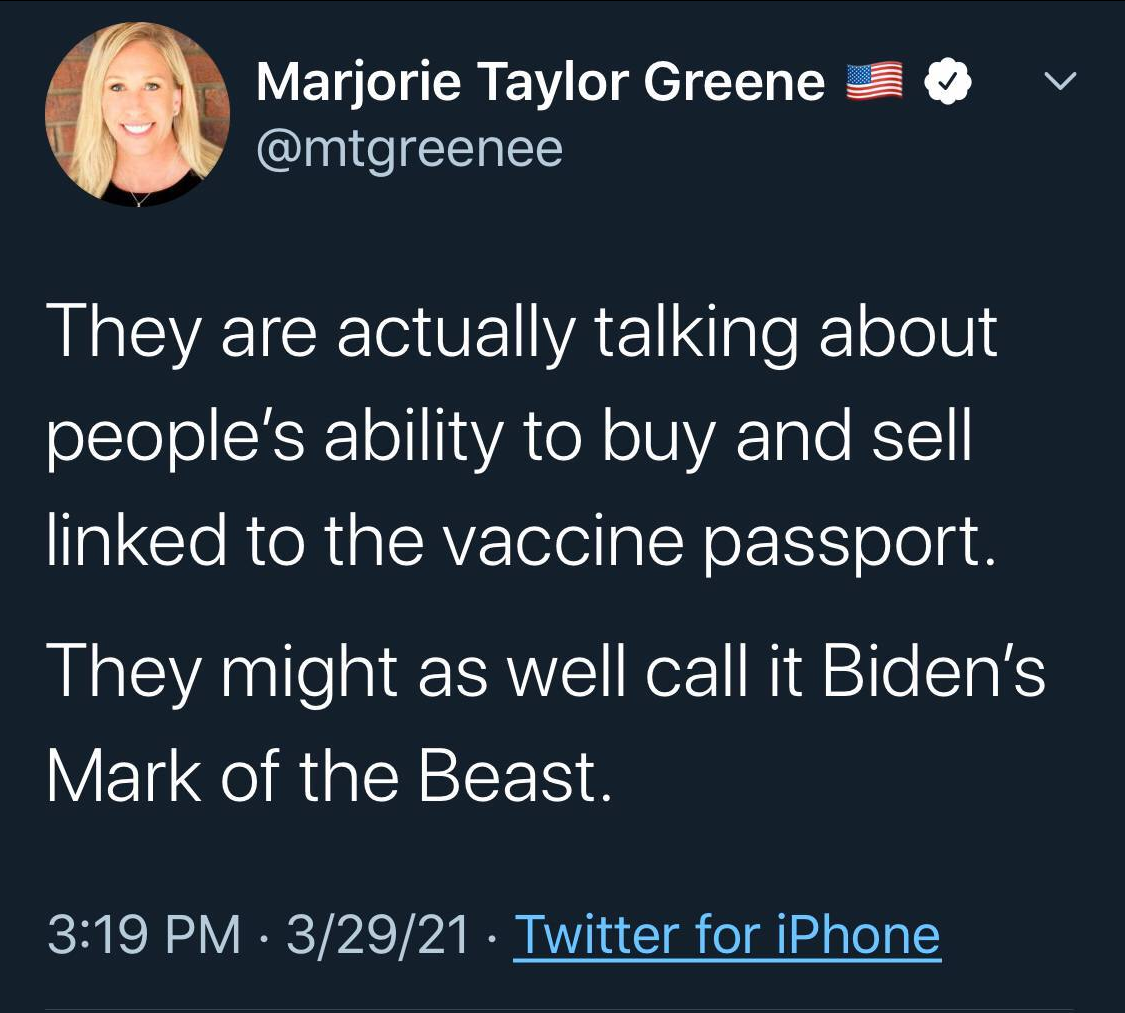 Marjorie Taylor Greene 🇺🇸
@mtgreenee
They are actually talking about
people’s ability to buy and sell
linked to the vaccine passport.
They might as well call it Biden’s
Mark of the Beast.
3:19 PM · 3/29/21 · Twitter for iPhone